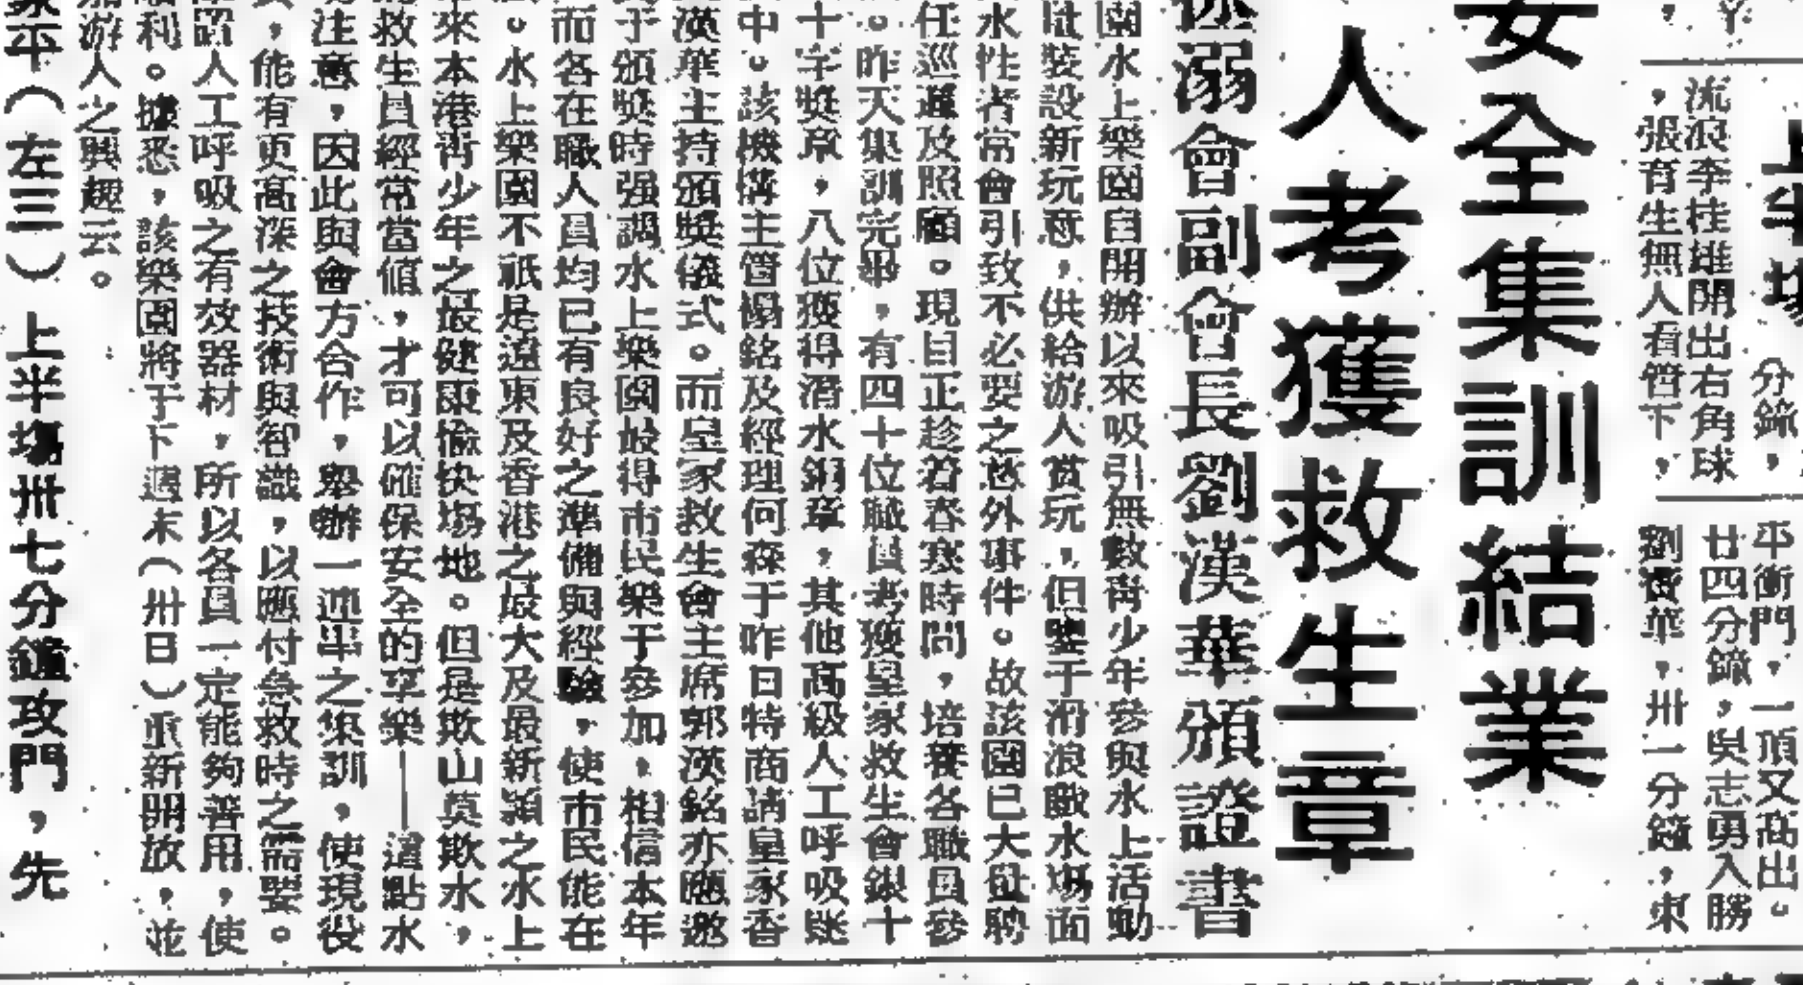 上半場
分鐘，
流浪李桂雄開出右角球
，張育生無人看管下，
平衝門，一頂又高出。
廿四分鐘，吳志勇入勝
劉賓華，卅一分鐘，東
安全集訓結業
人考獲救生章
拯溺會副會長劉漢華頒證書
園水上樂園自開辦以來吸引無數靑少年參與水上活動
裝設新玩意，供給游人賞玩，但鑒于滑浪戲水場面
水性者常會引致不必要之意外事件。故該園已大批聘
任巡邏及照顧。現目正趁着春寒時間，培養各職員參
。昨天集訓完畢，有四十位職員考獲皇家救生會銀十
十字獎章，八位獲得潛水銅章，其他高級人工呼吸獎
中。該機構主管楊銘及經理何森于昨日特商請皇家香
漢華主持頒獎儀式。而皇家救生會主席郭漢銘亦應邀
于頒獎時强調水上樂園設得市民樂于參加，相信本年
而各在職人員均已有良好之準備與經驗，使市民能在
。水上樂園不祇是遠東及香港之最大及最新潁之水上
來本港靑少年之最健康愉快場地。但是欺山莫欺水，
救生員經常當値，才可以確保安全的享樂——這點水
注意，因此與會方合作，舉辦一連串之集訓，使現役
，能有更高深之技術與智識，以應付急救時之需要。
紹人工呼吸之有效器材，所以各員一定能夠善用，使
順利。據悉，該樂園將于下週末（卅日）重新開放，並
游人之興趣云。
家平（左三）上半塲卅七分鐘攻門，先